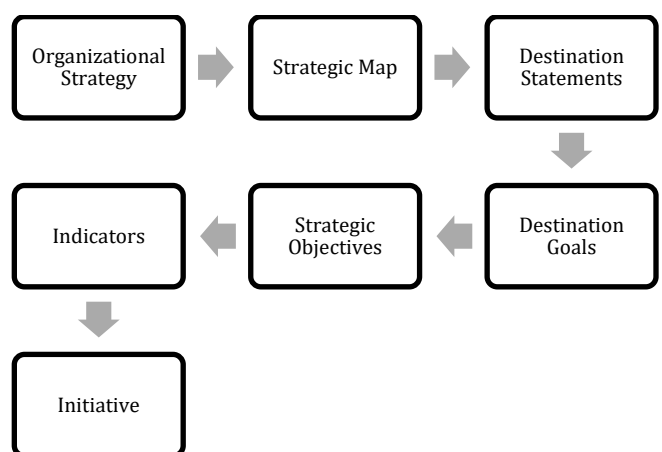 Organizational
Strategy
Strategic Map
Destination
Statements
Destination
Goals
Strategic
Objectives
Indicators
Initiative